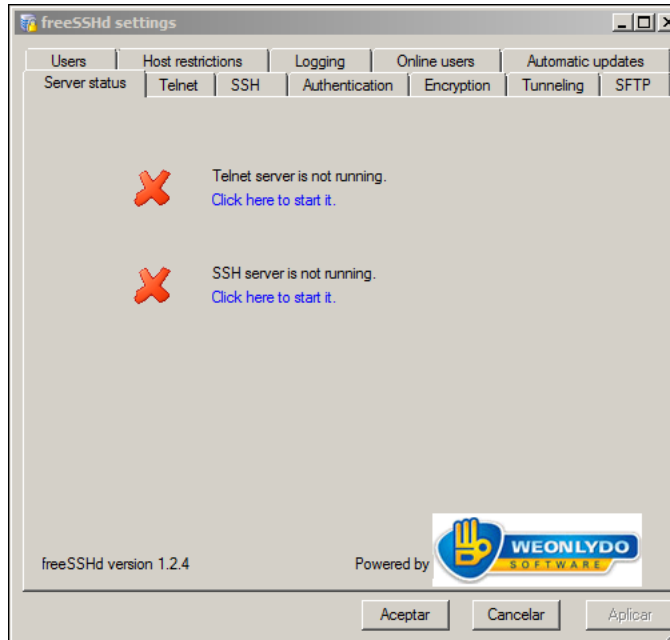 freeSSHd settings
Users Host restrictions Logging Online users Automatic updates
Server status Telnet SSH Authentication Encryption Tunneling SFTP
Telnet server is not running.
Click here to start it.
SSH server is not running.
Click here to start it.
freeSSHd version 1.2.4
Powered by
WEONLYDO
SOFTWARE
Aceptar Cancelar Aplicar